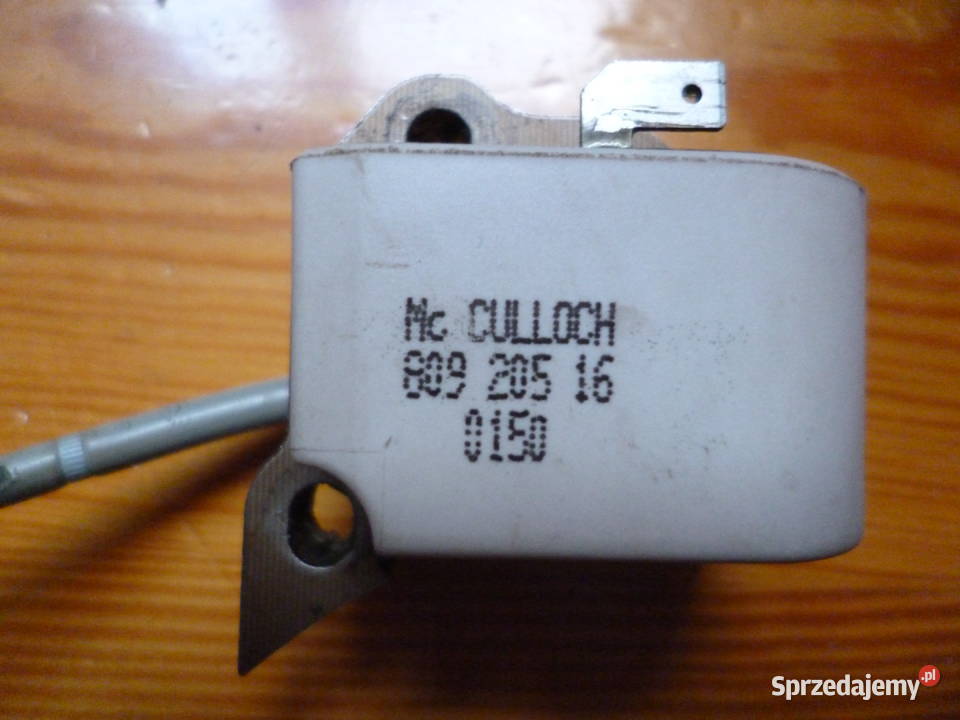 Mc CULLOCH
809 205 16
0150
Sprzedajemy.pl